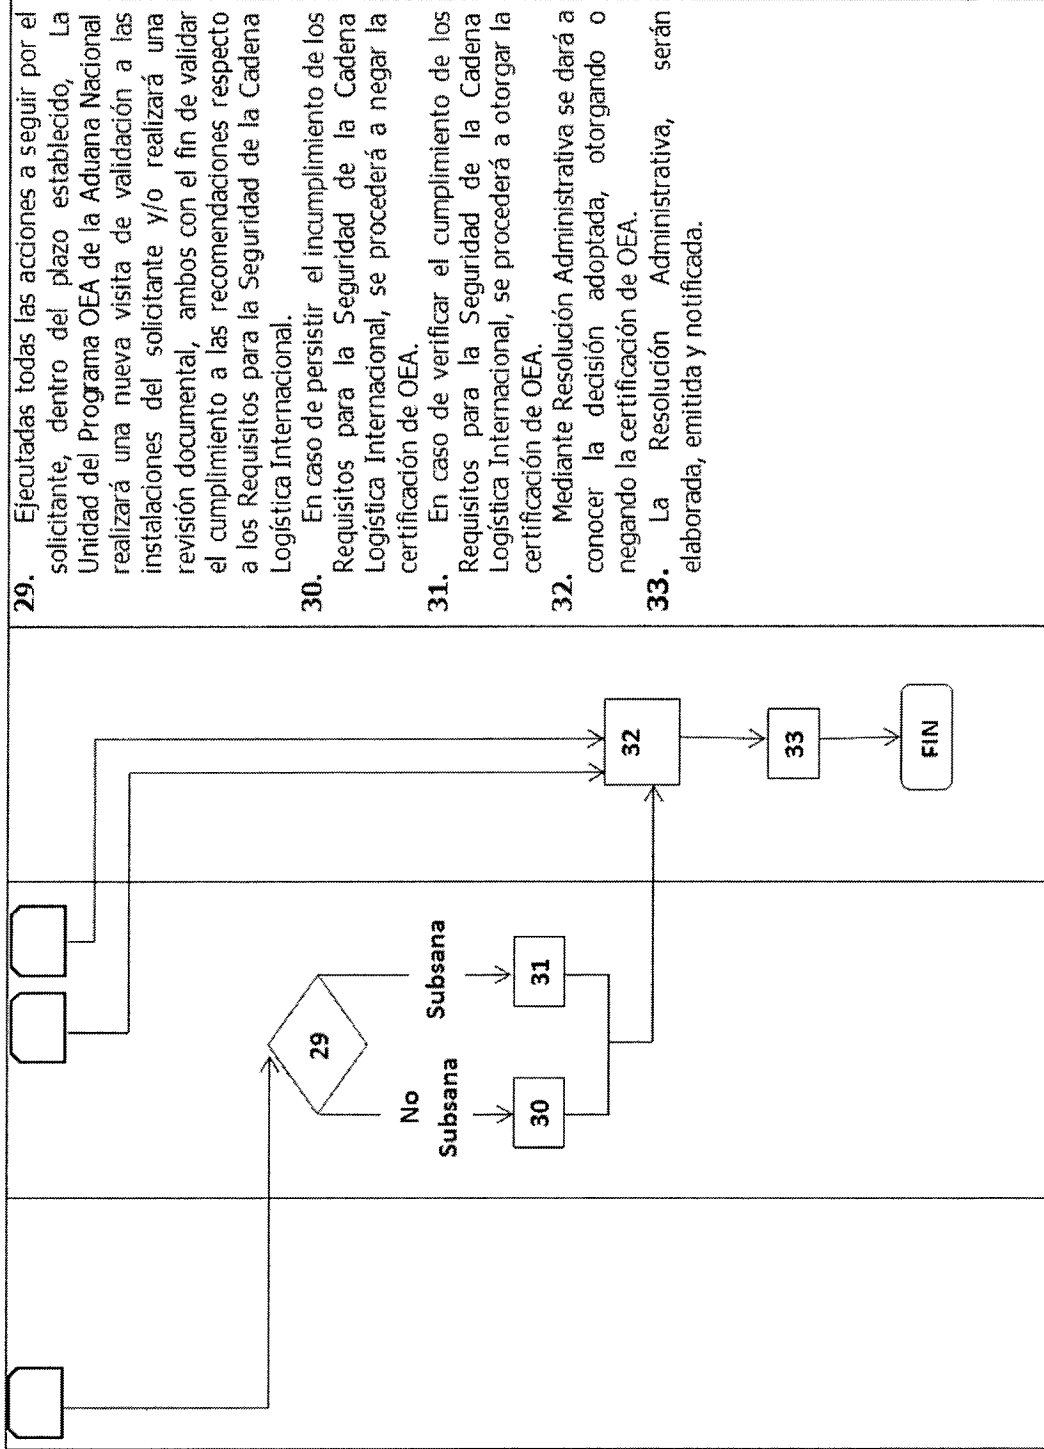 29. Ejecutadas todas las acciones a seguir por el
solicitante, dentro del plazo establecido, La
Unidad del Programa OEA de la Aduana Nacional
realizará una nueva visita de validación a las
instalaciones del solicitante y/o realizará una
revisión documental, ambos con el fin de validar
el cumplimiento a las recomendaciones respecto
a los Requisitos para la Seguridad de la Cadena
Logística Internacional.
30. En caso de persistir el incumplimiento de los
Requisitos para la Seguridad de la Cadena
Logística Internacional, se procederá a negar la
certificación de OEA.
31. En caso de verificar el cumplimiento de los
Requisitos para la Seguridad de la Cadena
Logística Internacional, se procederá a otorgar la
certificación de OEA.
32. Mediante Resolución Administrativa se dará a
conocer la decisión adoptada, otorgando o
negando la certificación de OEA.
33. La Resolución Administrativa, serán
elaborada, emitida y notificada.
29
No
Subsana
Subsana
30
31
32
33
FIN